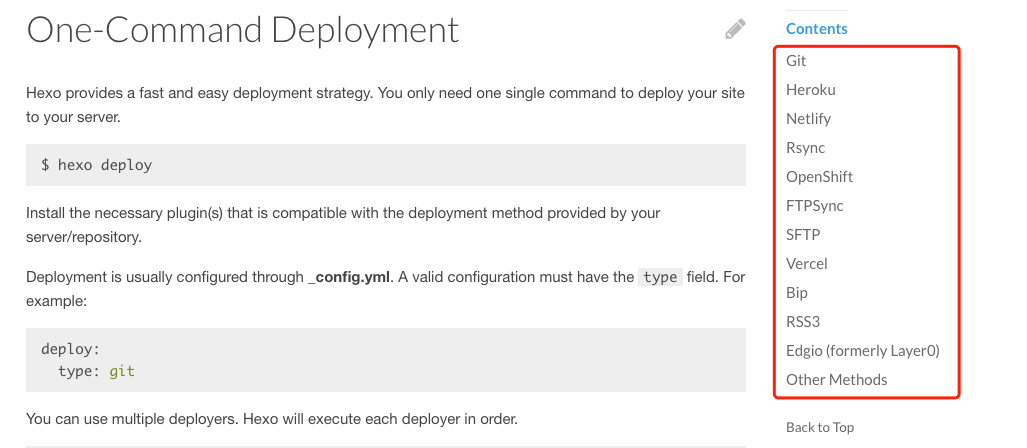 One-Command Deployment
Hexo provides a fast and easy deployment strategy. You only need one single command to deploy your site
to your server.
$ hexo deploy
Install the necessary plugin(s) that is compatible with the deployment method provided by your
server/repository.
Deployment is usually configured through _config.yml. A valid configuration must have the type field. For
example:
deploy:
  type: git
You can use multiple deployers. Hexo will execute each deployer in order.
Contents
Git
Heroku
Netlify
Rsync
OpenShift
FTPSync
SFTP
Vercel
Bip
RSS3
Edgio (formerly Layer0)
Other Methods
Back to Top